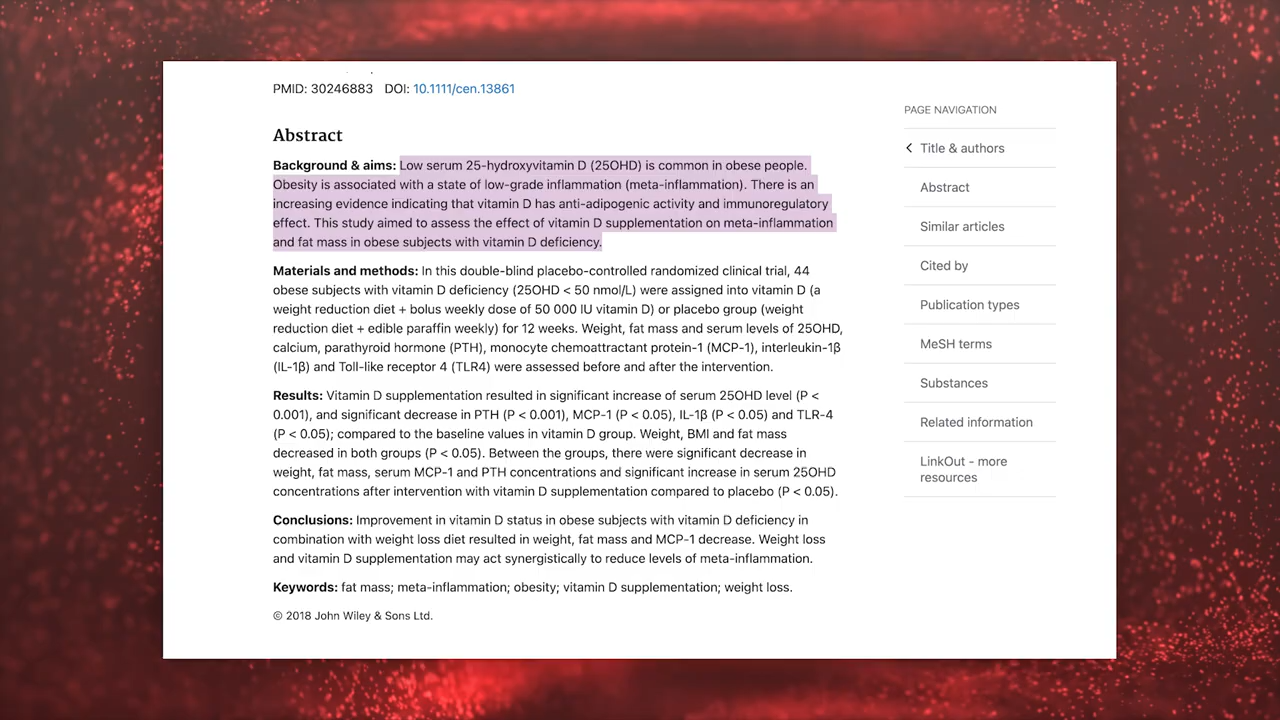 PMID: 30246883 DOI: 10.1111/cen.13861
Abstract
Background & aims: Low serum 25-hydroxyvitamin D (25OHD) is common in obese people.
Obesity is associated with a state of low-grade inflammation (meta-inflammation). There is an
increasing evidence indicating that vitamin D has anti-adipogenic activity and immunoregulatory
effect. This study aimed to assess the effect of vitamin D supplementation on meta-inflammation
and fat mass in obese subjects with vitamin D deficiency.
Materials and methods: In this double-blind placebo-controlled randomized clinical trial, 44
obese subjects with vitamin D deficiency (25OHD < 50 nmol/L) were assigned into vitamin D (a
weight reduction diet + bolus weekly dose of 50 000 IU vitamin D) or placebo group (weight
reduction diet + edible paraffin weekly) for 12 weeks. Weight, fat mass and serum levels of 25OHD,
calcium, parathyroid hormone (PTH), monocyte chemoattractant protein-1 (MCP-1), interleukin-1β
(IL-1β) and Toll-like receptor 4 (TLR4) were assessed before and after the intervention.
Results: Vitamin D supplementation resulted in significant increase of serum 25OHD level (P <
0.001), and significant decrease in PTH (P < 0.001), MCP-1 (P < 0.05), IL-1β (P < 0.05) and TLR-4
(P < 0.05); compared to the baseline values in vitamin D group. Weight, BMI and fat mass
decreased in both groups (P < 0.05). Between the groups, there were significant decrease in
weight, fat mass, serum MCP-1 and PTH concentrations and significant increase in serum 25OHD
concentrations after intervention with vitamin D supplementation compared to placebo (P < 0.05).
Conclusions: Improvement in vitamin D status in obese subjects with vitamin D deficiency in
combination with weight loss diet resulted in weight, fat mass and MCP-1 decrease. Weight loss
and vitamin D supplementation may act synergistically to reduce levels of meta-inflammation.
Keywords: fat mass; meta-inflammation; obesity; vitamin D supplementation; weight loss.
© 2018 John Wiley & Sons Ltd.
PAGE NAVIGATION
Title & authors
Abstract
Similar articles
Cited by
Publication types
MeSH terms
Substances
Related information
LinkOut - more
resources